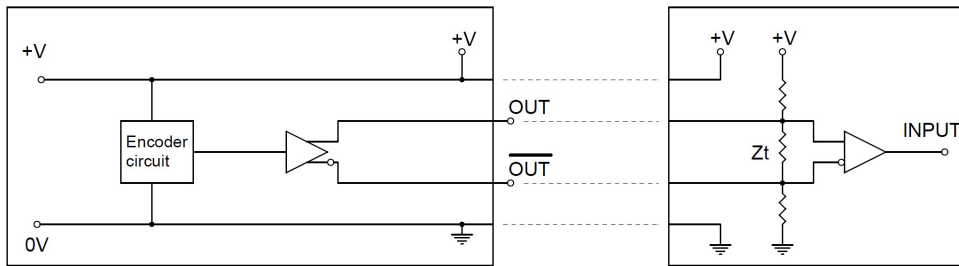 +V
+V
+V
+V
OUT
INPUT
Encoder
circuit
Zt
OUT
0V